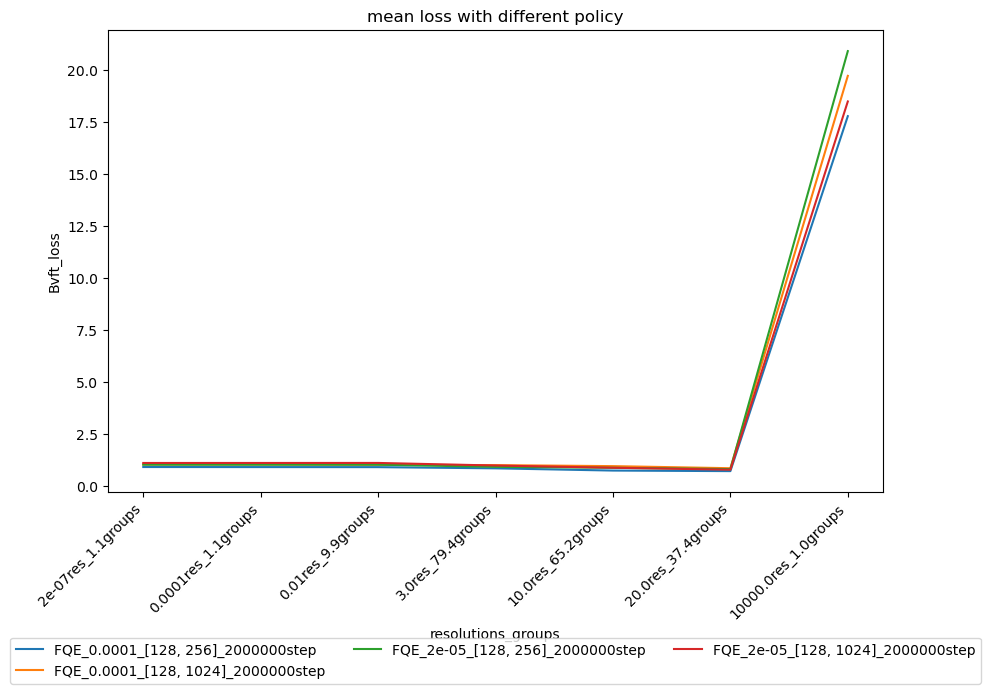 mean loss with different policy
20.0
17.5
15.0
12.5
10.0
7.5
5.0
2.5
0.0
Bvft_loss
2e-07res_1.1groups
0.0001res_1.1groups
0.01res_9.9groups
3.0res_79.4groups
10.0res_65.2groups
20.0res_37.4groups
10000.0res_1.0groups
resolutions_groups
FQE_0.0001_[128, 256]_2000000step
FQE_0.0001_[128, 1024]_2000000step
FQE_2e-05_[128, 256]_2000000step
FQE_2e-05_[128, 1024]_2000000step